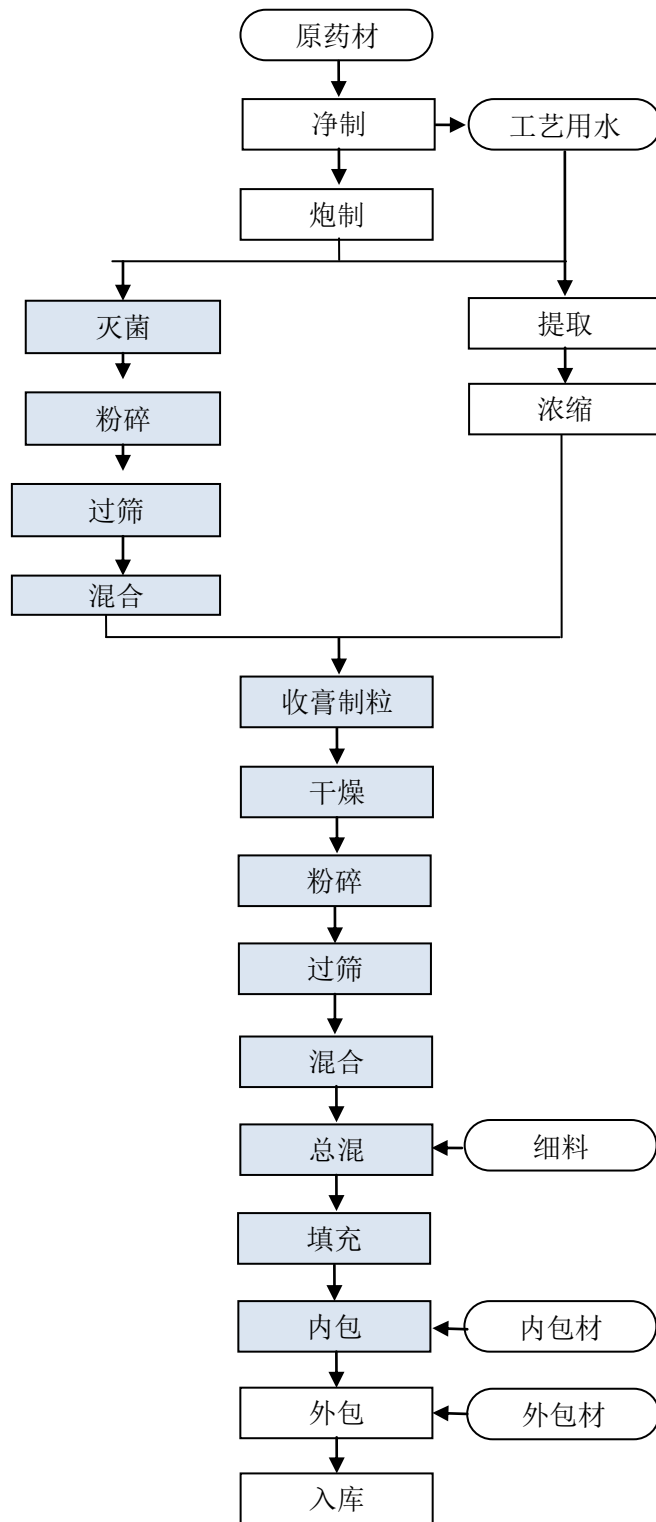 原药材
净制
工艺用水
炮制
灭菌
提取
粉碎
浓缩
过筛
混合
收膏制粒
干燥
粉碎
过筛
混合
总混
细料
填充
内包
内包材
外包
外包材
入库